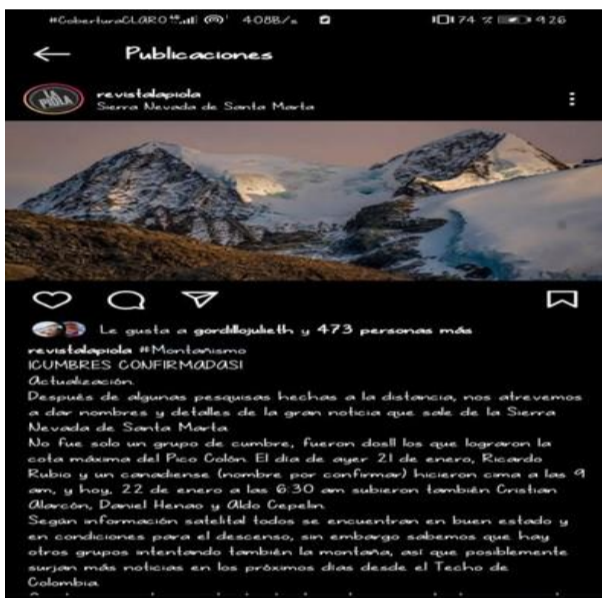 #CoberturaCLARO 4G 408B/s 74 % 9:26
Publicaciones
LA PIOLA
revistalapiola
Sierra Nevada de Santa Marta
Le gusta a gordillojulieth y 473 personas más
revistalapiola #Montañismo
¡CUMBRES CONFIRMADAS!
Actualización.
Después de algunas pesquisas hechas a la distancia, nos atrevemos
a dar nombres y detalles de la gran noticia que sale de la Sierra
Nevada de Santa Marta.
No fue solo un grupo de cumbre, fueron dos!! los que lograron la
cota máxima del Pico Colón. El día de ayer 21 de enero, Ricardo
Rubio y un canadiense (nombre por confirmar) hicieron cima a las 9
am, y hoy, 22 de enero a las 6:30 am subieron también Cristian
Alarcón, Daniel Henao y Aldo Cepelin.
Según información satelital todos se encuentran en buen estado y
en condiciones para el descenso, sin embargo sabemos que hay
otros grupos intentando también la montaña, así que posiblemente
surjan más noticias en los próximos días desde el Techo de
Colombia.